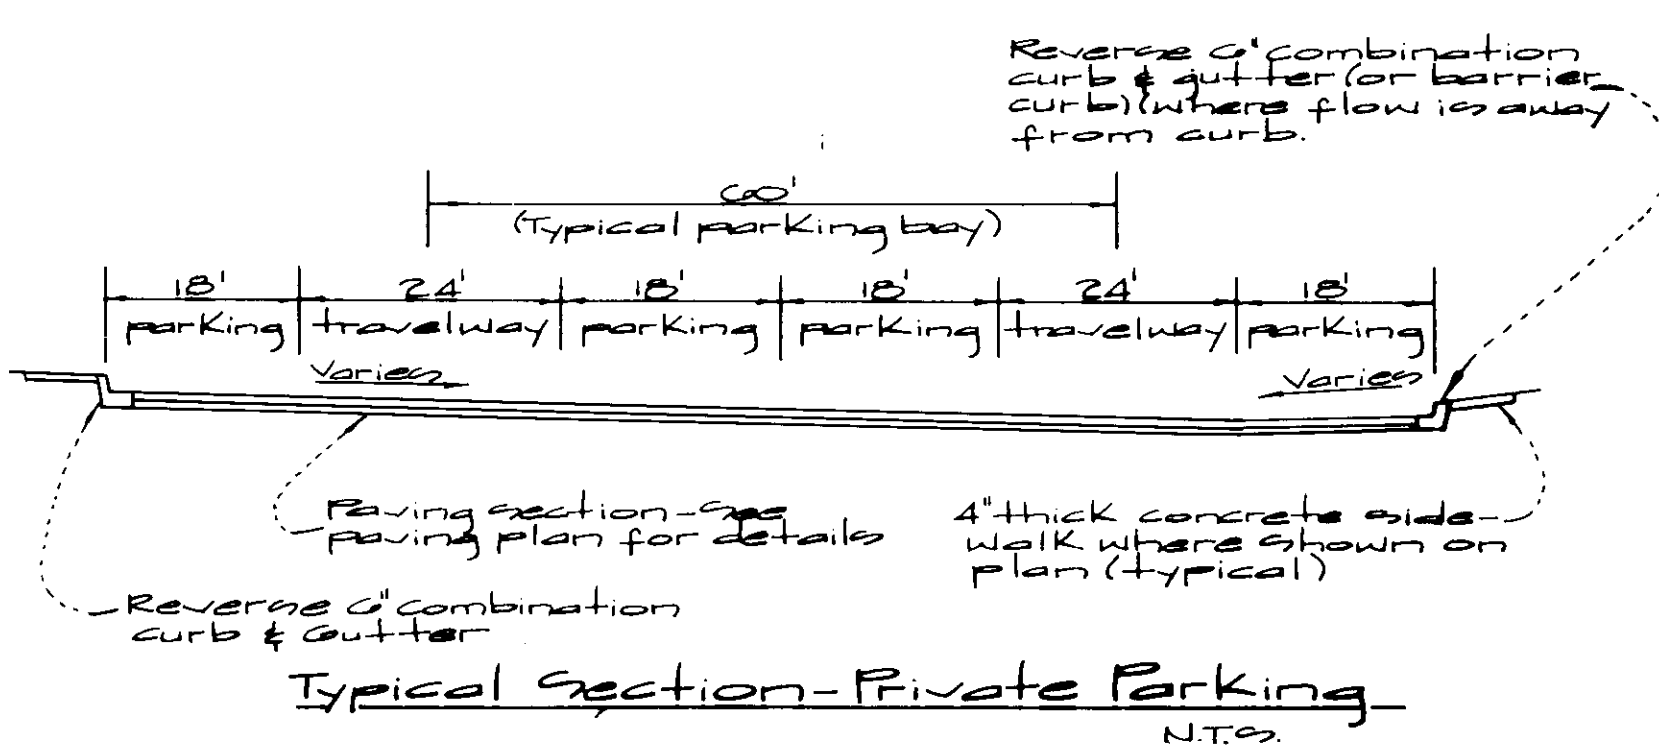 Reverse 6" combination
curb & gutter (or barrier
curb) (where flow is away
from curb.
60'
(Typical parking bay)
18' 24' 18' 18' 24' 18'
parking travelway parking parking travelway parking
Varies Varies
Paving section-See
paving plan for details
4" thick concrete side-
walk where shown on
plan (typical)
Reverse 6" combination
curb & Gutter
Typical Section-Private Parking
N.T.S.